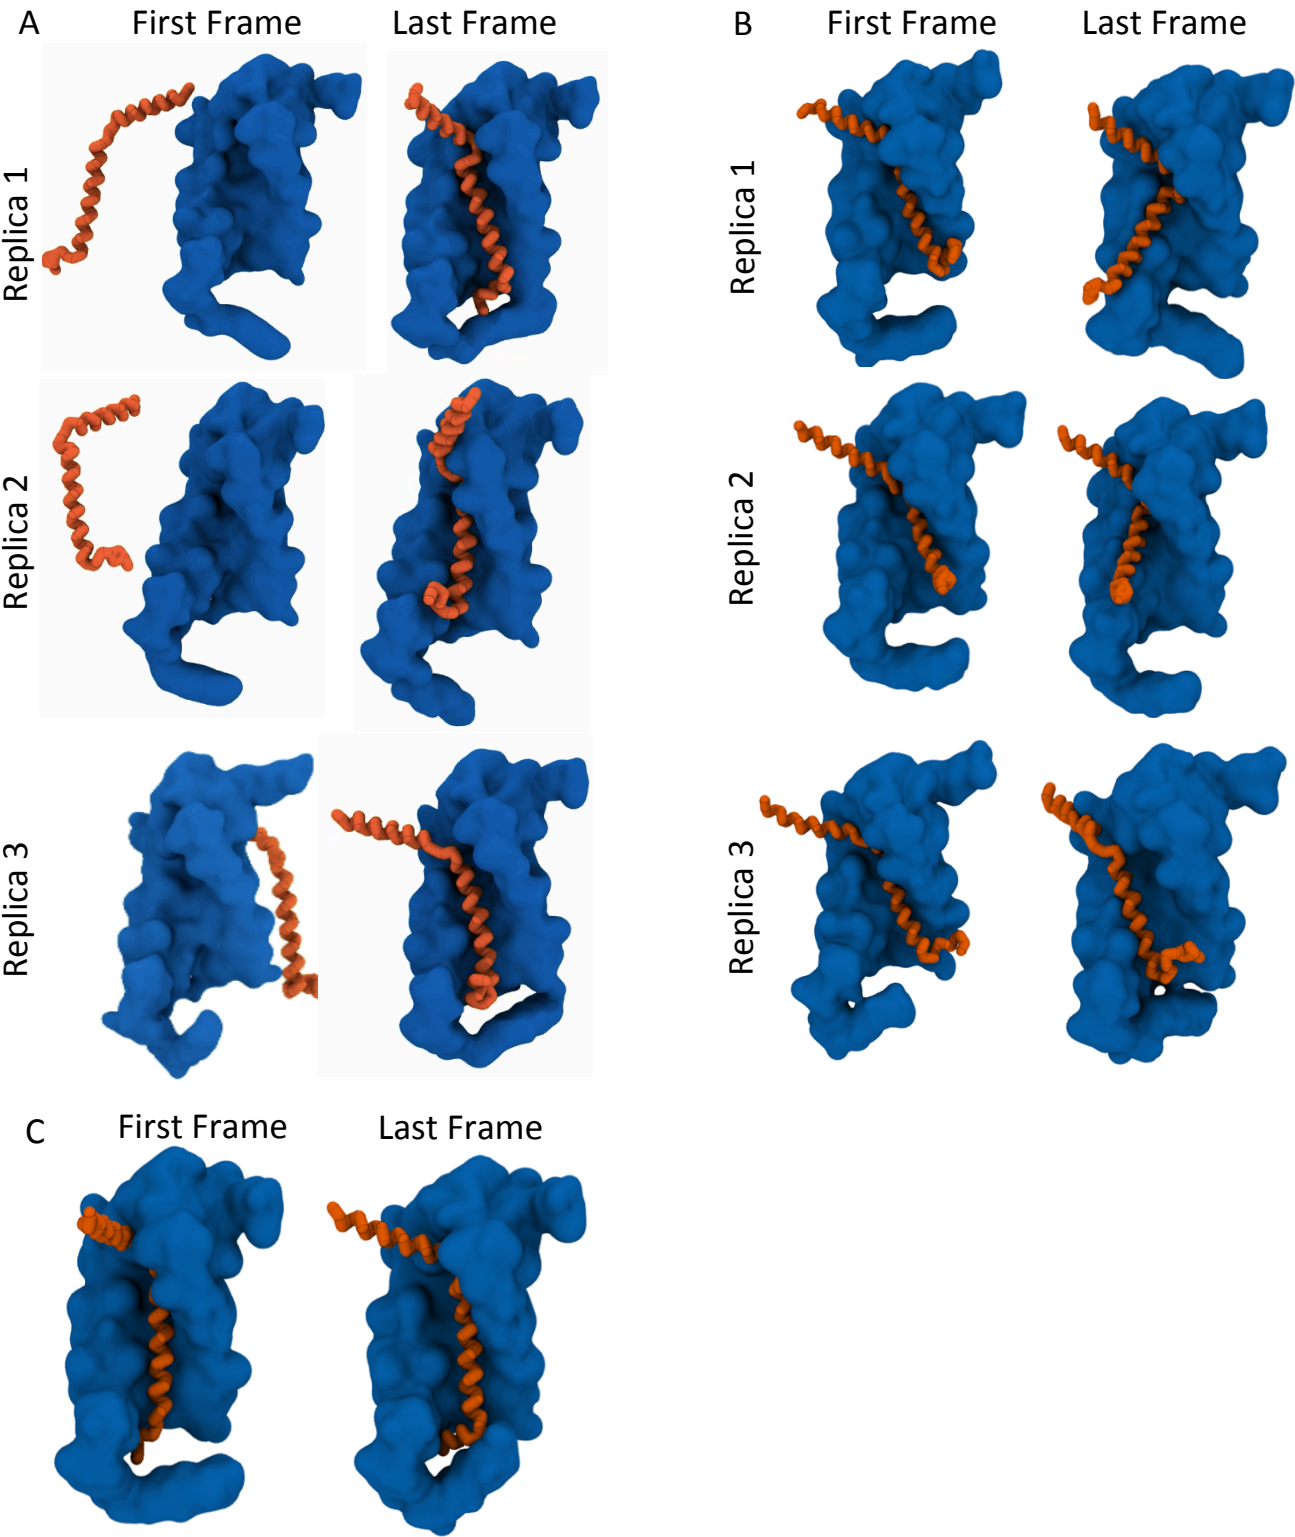 A First Frame Last Frame
Replica 1
Replica 2
Replica 3
B First Frame Last Frame
Replica 1
Replica 2
Replica 3
C First Frame Last Frame